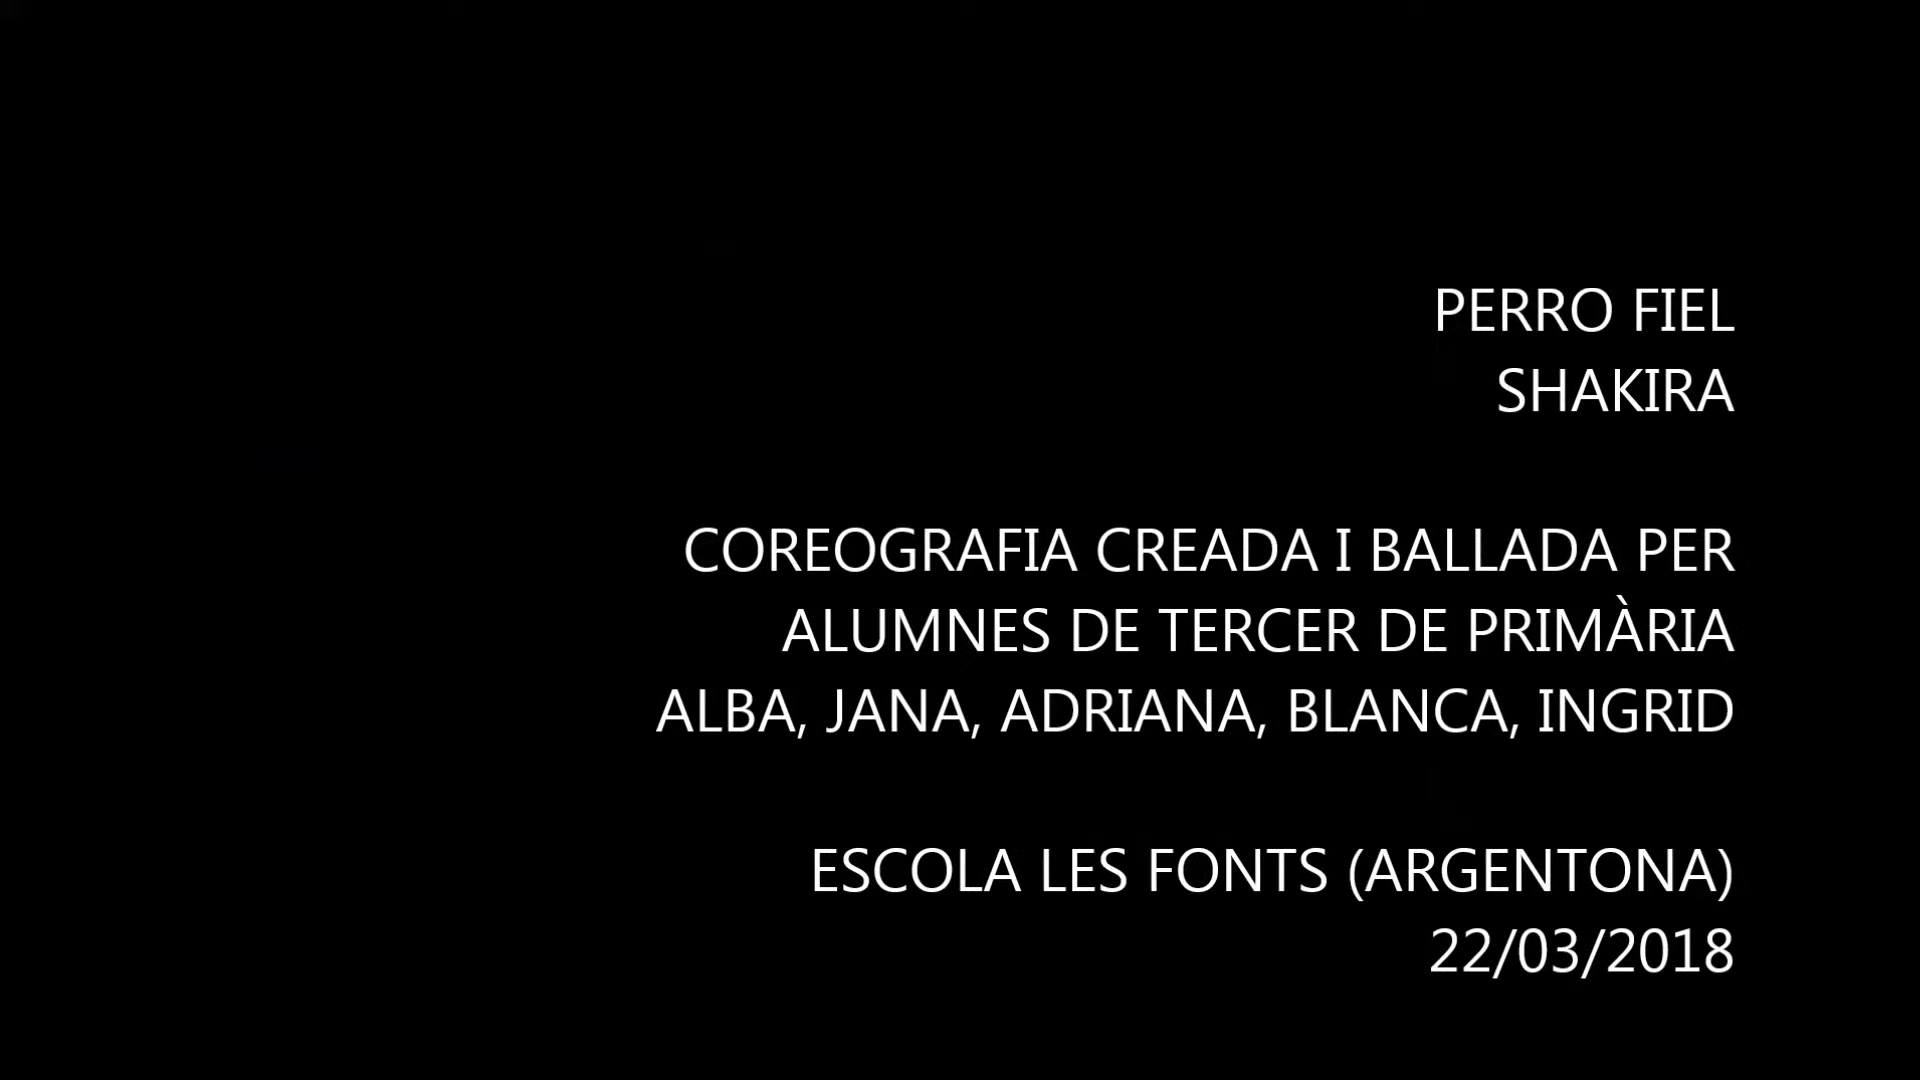 PERRO FIEL
SHAKIRA
COREOGRAFIA CREADA I BALLADA PER
ALUMNES DE TERCER DE PRIMÀRIA
ALBA, JANA, ADRIANA, BLANCA, INGRID
ESCOLA LES FONTS (ARGENTONA)
22/03/2018